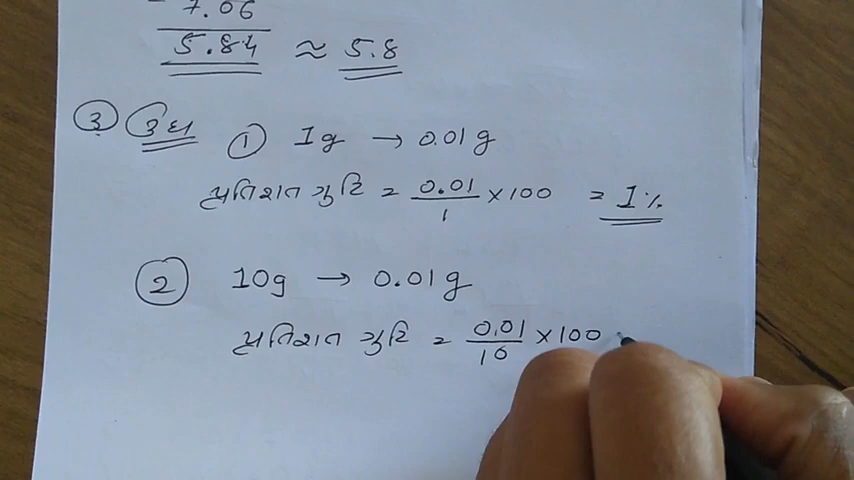 - 7.06
5.84 ≈ 5.8
③ ઉદા ① 1g → 0.01g
પ્રતિશત ત્રુટિ = 0.01/1 × 100 = 1%
② 10g → 0.01g
પ્રતિશત ત્રુટિ = 0.01/10 × 100